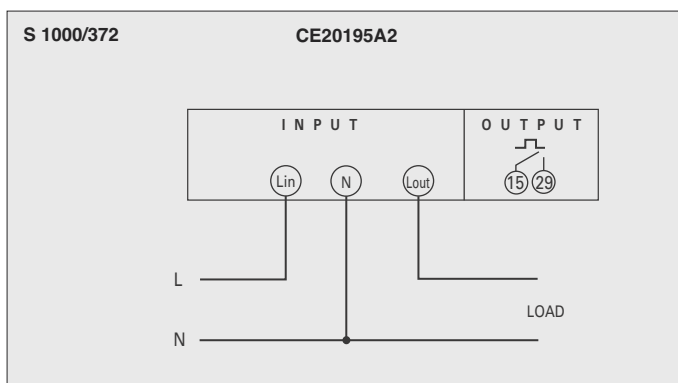 S 1000/372 CE20195A2
INPUT OUTPUT
Lin N Lout 15 29
L
LOAD
N